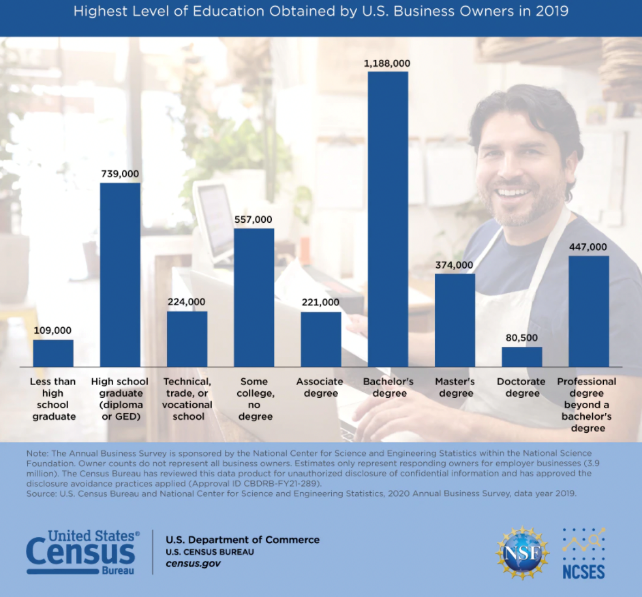 Highest Level of Education Obtained by U.S. Business Owners in 2019
1,188,000
739,000
557,000
447,000
374,000
224,000
221,000
109,000
80,500
Less than
high
school
graduate
High school
graduate
(diploma
or GED)
Technical,
trade, or
vocational
school
Some
college,
no
degree
Associate
degree
Bachelor's
degree
Master's
degree
Doctorate
degree
Professional
degree
beyond a
bachelor's
degree
Note: The Annual Business Survey is sponsored by the National Center for Science and Engineering Statistics within the National Science
Foundation. Owner counts do not represent all business owners. Estimates only represent responding owners for employer businesses (3.9
million). The Census Bureau has reviewed this data product for unauthorized disclosure of confidential information and has approved the
disclosure avoidance practices applied (Approval ID CBDRB-FY21-289).
Source: U.S. Census Bureau and National Center for Science and Engineering Statistics, 2020 Annual Business Survey, data year 2019.
United States®
Census
Bureau
U.S. Department of Commerce
U.S. CENSUS BUREAU
census.gov
NSF
NCSES